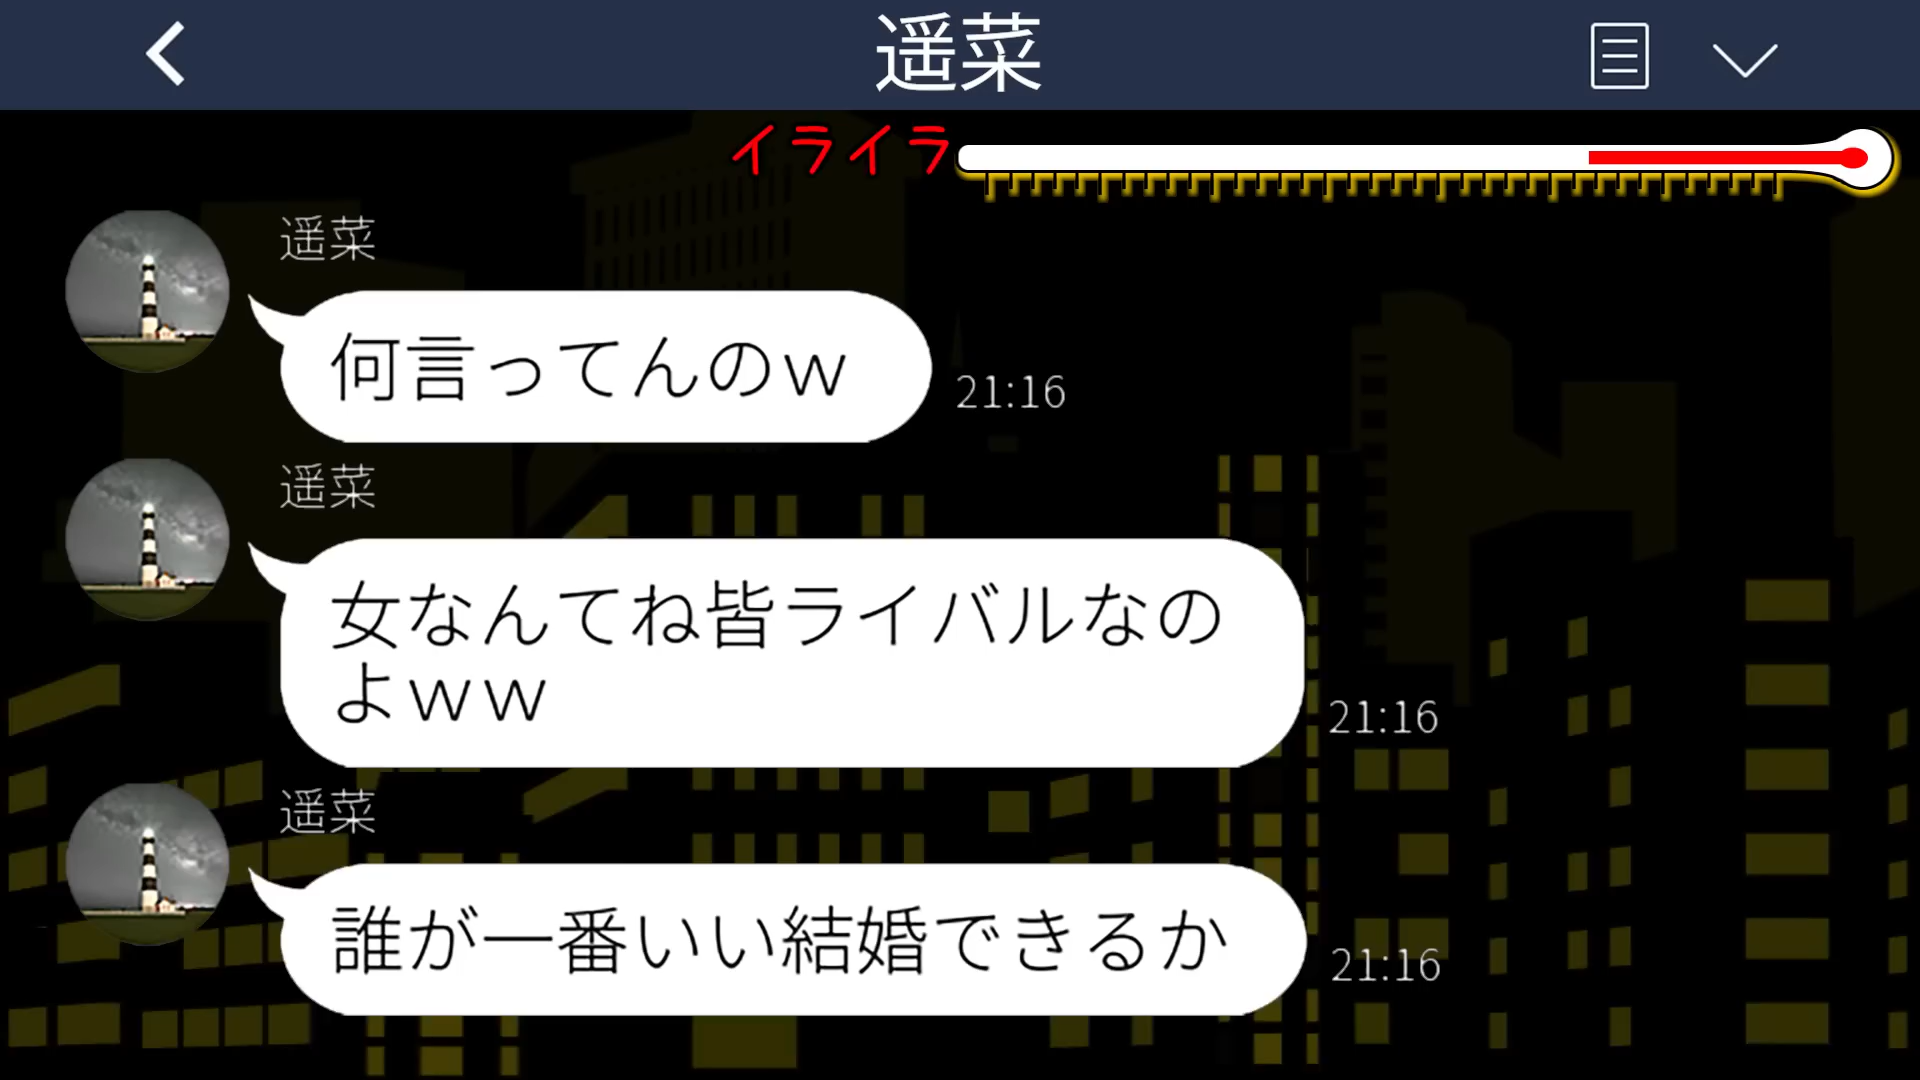 遥菜
イライラ
遥菜
何言ってんのｗ
21:16
遥菜
女なんてね皆ライバルなの
よｗｗ
21:16
遥菜
誰が一番いい結婚できるか
21:16